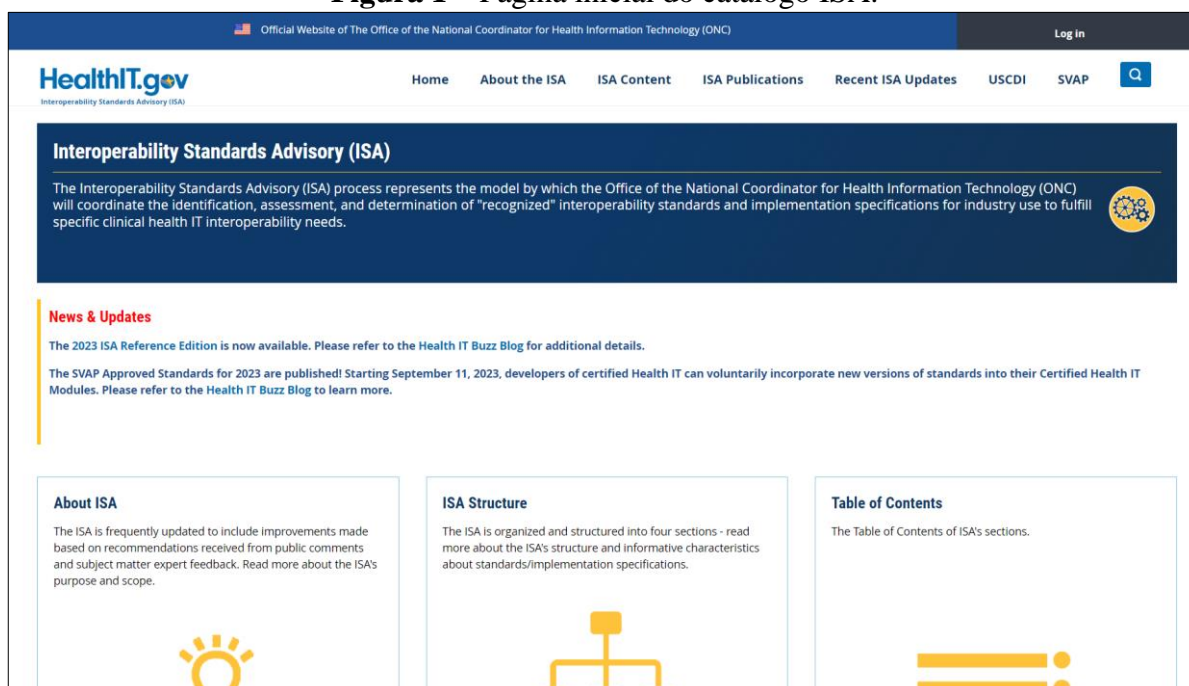 Figura 1 – Página inicial do catálogo ISA.
Official Website of The Office of the National Coordinator for Health Information Technology (ONC)
Log in
HealthIT.gov
Interoperability Standards Advisory (ISA)
Home About the ISA ISA Content ISA Publications Recent ISA Updates USCDI SVAP
Interoperability Standards Advisory (ISA)
The Interoperability Standards Advisory (ISA) process represents the model by which the Office of the National Coordinator for Health Information Technology (ONC)
will coordinate the identification, assessment, and determination of "recognized" interoperability standards and implementation specifications for industry use to fulfill
specific clinical health IT interoperability needs.
News & Updates
The 2023 ISA Reference Edition is now available. Please refer to the Health IT Buzz Blog for additional details.
The SVAP Approved Standards for 2023 are published! Starting September 11, 2023, developers of certified Health IT can voluntarily incorporate new versions of standards into their Certified Health IT
Modules. Please refer to the Health IT Buzz Blog to learn more.
About ISA
The ISA is frequently updated to include improvements made
based on recommendations received from public comments
and subject matter expert feedback. Read more about the ISA's
purpose and scope.
ISA Structure
The ISA is organized and structured into four sections - read
more about the ISA's structure and informative characteristics
about standards/implementation specifications.
Table of Contents
The Table of Contents of ISA's sections.